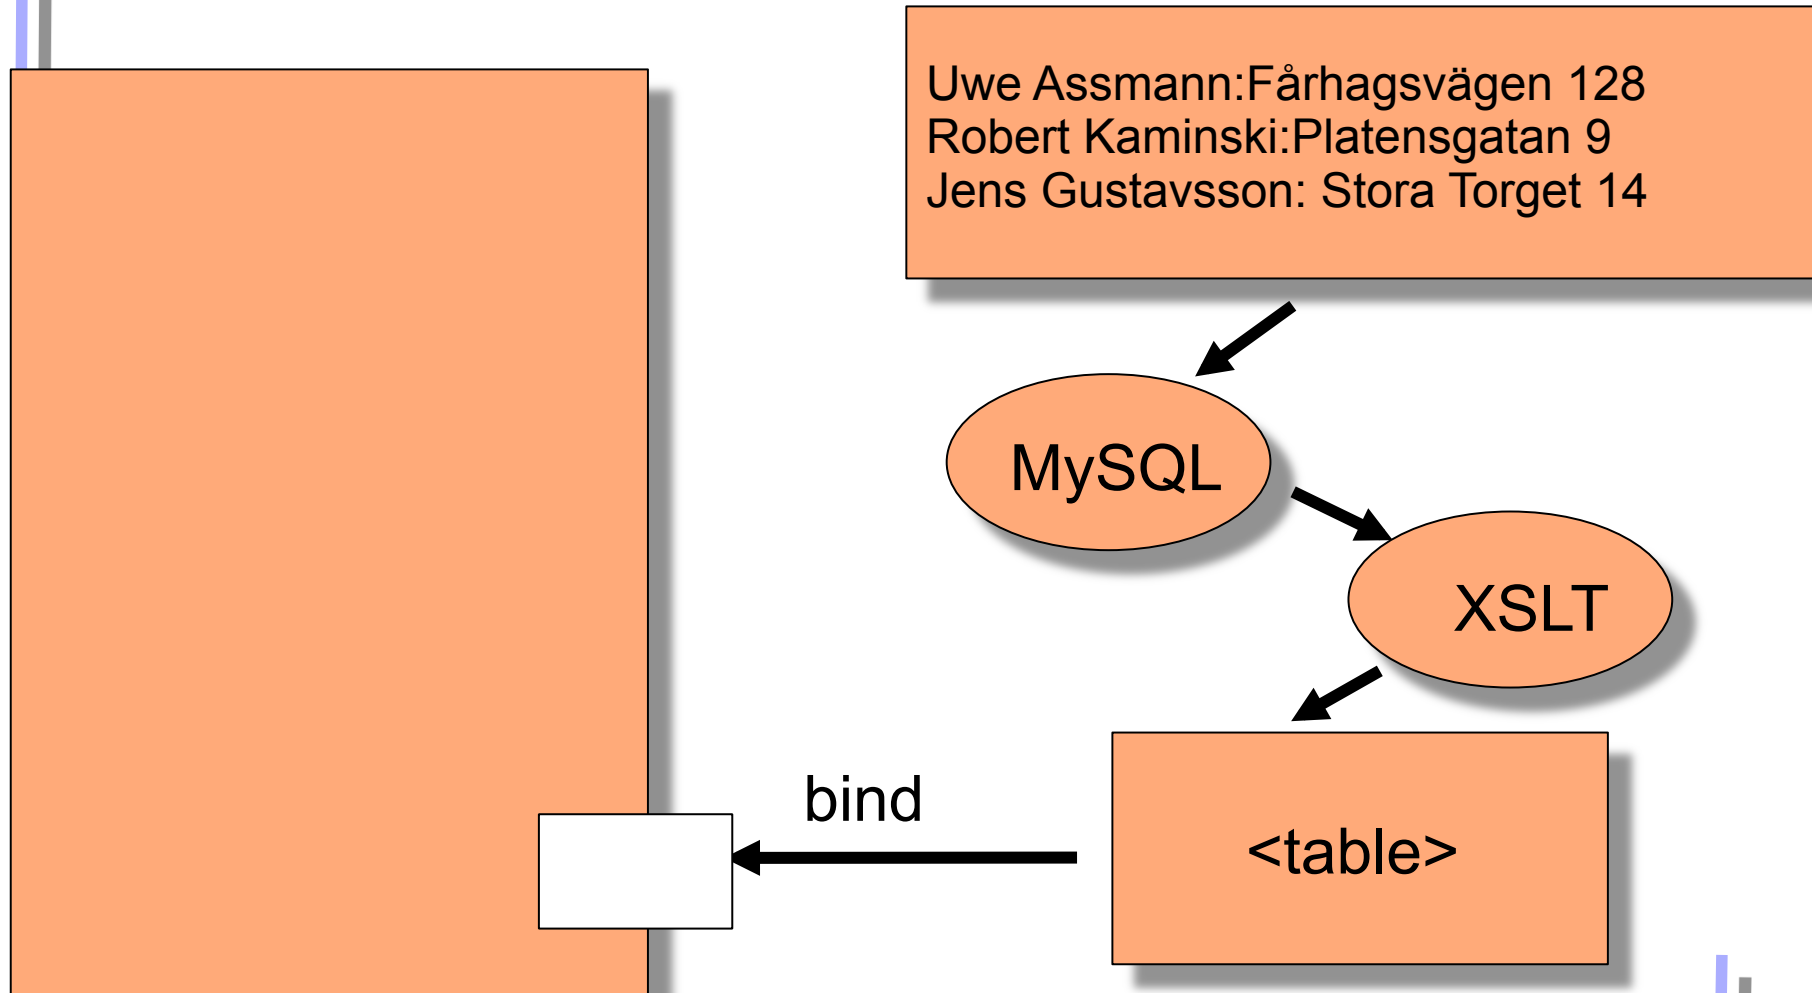 Uwe Assmann:Fårhagsvägen 128
Robert Kaminski:Platensgatan 9
Jens Gustavsson: Stora Torget 14
MySQL
XSLT
bind
<table>